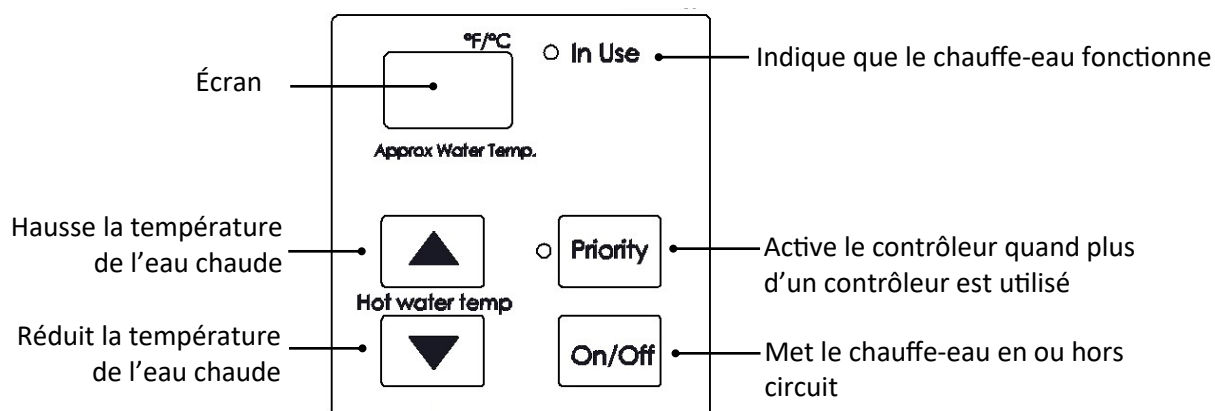 °F/°C
In Use
Indique que le chauffe-eau fonctionne
Écran
Approx Water Temp.
Hausse la température
de l’eau chaude
Priority
Active le contrôleur quand plus
d’un contrôleur est utilisé
Hot water temp
Réduit la température
de l’eau chaude
On/Off
Met le chauffe-eau en ou hors
circuit